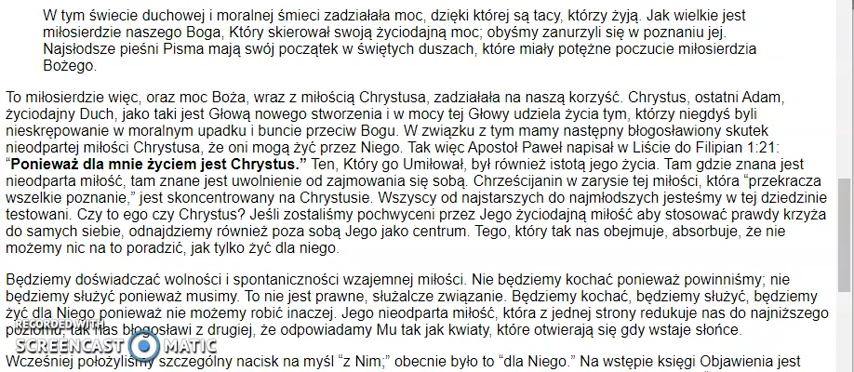 W tym świecie duchowej i moralnej śmieci zadziałała moc, dzięki której są tacy, którzy żyją. Jak wielkie jest
miłosierdzie naszego Boga, Który skierował swoją życiodajną moc; obyśmy zanurzyli się w poznaniu jej.
Najsłodsze pieśni Pisma mają swój początek w świętych duszach, które miały potężne poczucie miłosierdzia
Bożego.
To miłosierdzie więc, oraz moc Boża, wraz z miłością Chrystusa, zadziałała na naszą korzyść. Chrystus, ostatni Adam,
życiodajny Duch, jako taki jest Głową nowego stworzenia i w mocy tej Głowy udziela życia tym, którzy niegdyś byli
nieskrępowanie w moralnym upadku i buncie przeciw Bogu. W związku z tym mamy następny błogosławiony skutek
nieodpartej miłości Chrystusa, że oni mogą żyć przez Niego. Tak więc Apostoł Paweł napisał w Liście do Filipian 1:21:
“Ponieważ dla mnie życiem jest Chrystus.” Ten, Który go Umiłował, był również istotą jego życia. Tam gdzie znana jest
nieodparta miłość, tam znane jest uwolnienie od zajmowania się sobą. Chrześcijanin w zarysie tej miłości, która “przekracza
wszelkie poznanie,” jest skoncentrowany na Chrystusie. Wszyscy od najstarszych do najmłodszych jesteśmy w tej dziedzinie
testowani. Czy to ego czy Chrystus? Jeśli zostaliśmy pochwyceni przez Jego życiodajną miłość aby stosować prawdy krzyża
do samych siebie, odnajdziemy również poza sobą Jego jako centrum. Tego, który tak nas obejmuje, absorbuje, że nie
możemy nic na to poradzić, jak tylko żyć dla niego.
Będziemy doświadczać wolności i spontaniczności wzajemnej miłości. Nie będziemy kochać ponieważ powinniśmy; nie
będziemy służyć ponieważ musimy. To nie jest prawne, służalcze związanie. Będziemy kochać, będziemy służyć, będziemy
żyć dla Niego ponieważ nie możemy robić inaczej. Jego nieodparta miłość, która z jednej strony redukuje nas do najniższego
poziomu, tak nas błogosławi z drugiej, że odpowiadamy Mu tak jak kwiaty, które otwierają się gdy wstaje słońce.
RECORDED WITH
SCREENCAST MATIC
Wcześniej położyliśmy szczególny nacisk na myśl “z Nim;” obecnie było to “dla Niego.” Na wstępie księgi Objawienia jest